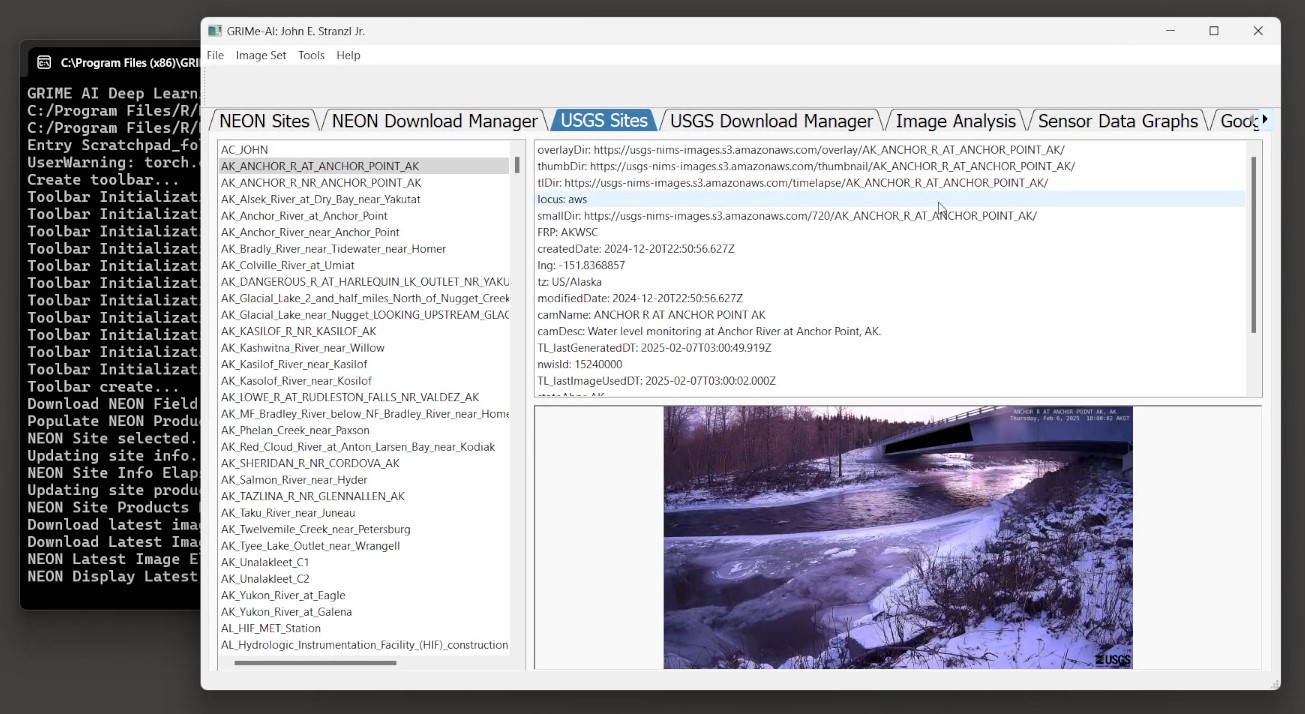 C:\Program Files (x86)\GRI
GRIME AI Deep Learn
C:/Program Files/R/
C:/Program Files/R/
Entry Scratchpad_fo
UserWarning: torch.
Create toolbar...
Toolbar Initializat
Toolbar Initializat
Toolbar Initializat
Toolbar Initializat
Toolbar Initializat
Toolbar Initializat
Toolbar Initializat
Toolbar Initializat
Toolbar Initializat
Toolbar Initializat
Toolbar Initializat
Toolbar create...
Download NEON Field
Populate NEON Produ
NEON Site selected.
Updating site info.
NEON Site Info Elap
Updating site produ
NEON Site Products
Download latest ima
Download Latest Ima
NEON Latest Image E
NEON Display Latest
GRIMe-AI: John E. Stranzl Jr.
File Image Set Tools Help
NEON Sites NEON Download Manager USGS Sites USGS Download Manager Image Analysis Sensor Data Graphs Goog
AC_JOHN
AK_ANCHOR_R_AT_ANCHOR_POINT_AK
AK_ANCHOR_R_NR_ANCHOR_POINT_AK
AK_Alsek_River_at_Dry_Bay_near_Yakutat
AK_Anchor_River_at_Anchor_Point
AK_Anchor_River_near_Anchor_Point
AK_Bradly_River_near_Tidewater_near_Homer
AK_Colville_River_at_Umiat
AK_DANGEROUS_R_AT_HARLEQUIN_LK_OUTLET_NR_YAKU
AK_Glacial_Lake_2_and_half_miles_North_of_Nugget_Creek
AK_Glacial_Lake_near_Nugget_LOOKING_UPSTREAM_GLAC
AK_KASILOF_R_NR_KASILOF_AK
AK_Kashwitna_River_near_Willow
AK_Kasilof_River_near_Kasilof
AK_Kasolof_River_near_Kosilof
AK_LOWE_R_AT_RUDLESTON_FALLS_NR_VALDEZ_AK
AK_MF_Bradley_River_below_NF_Bradley_River_near_Home
AK_Phelan_Creek_near_Paxson
AK_Red_Cloud_River_at_Anton_Larsen_Bay_near_Kodiak
AK_SHERIDAN_R_NR_CORDOVA_AK
AK_Salmon_River_near_Hyder
AK_TAZLINA_R_NR_GLENNALLEN_AK
AK_Taku_River_near_Juneau
AK_Twelvemile_Creek_near_Petersburg
AK_Tyee_Lake_Outlet_near_Wrangell
AK_Unalakleet_C1
AK_Unalakleet_C2
AK_Yukon_River_at_Eagle
AK_Yukon_River_at_Galena
AL_HIF_MET_Station
AL_Hydrologic_Instrumentation_Facility_(HIF)_construction
overlayDir: https://usgs-nims-images.s3.amazonaws.com/overlay/AK_ANCHOR_R_AT_ANCHOR_POINT_AK/
thumbDir: https://usgs-nims-images.s3.amazonaws.com/thumbnail/AK_ANCHOR_R_AT_ANCHOR_POINT_AK/
tlDir: https://usgs-nims-images.s3.amazonaws.com/timelapse/AK_ANCHOR_R_AT_ANCHOR_POINT_AK/
locus: aws
smallDir: https://usgs-nims-images.s3.amazonaws.com/720/AK_ANCHOR_R_AT_ANCHOR_POINT_AK/
FRP: AKWSC
createdDate: 2024-12-20T22:50:56.627Z
lng: -151.8368857
tz: US/Alaska
modifiedDate: 2024-12-20T22:50:56.627Z
camName: ANCHOR R AT ANCHOR POINT AK
camDesc: Water level monitoring at Anchor River at Anchor Point, AK.
TL_lastGeneratedDT: 2025-02-07T03:00:49.919Z
nwisId: 15240000
TL_lastImageUsedDT: 2025-02-07T03:00:02.000Z
ANCHOR R AT ANCHOR POINT AK, AK
Thursday, Feb 6, 2025 18:00:02 AKST
USGS